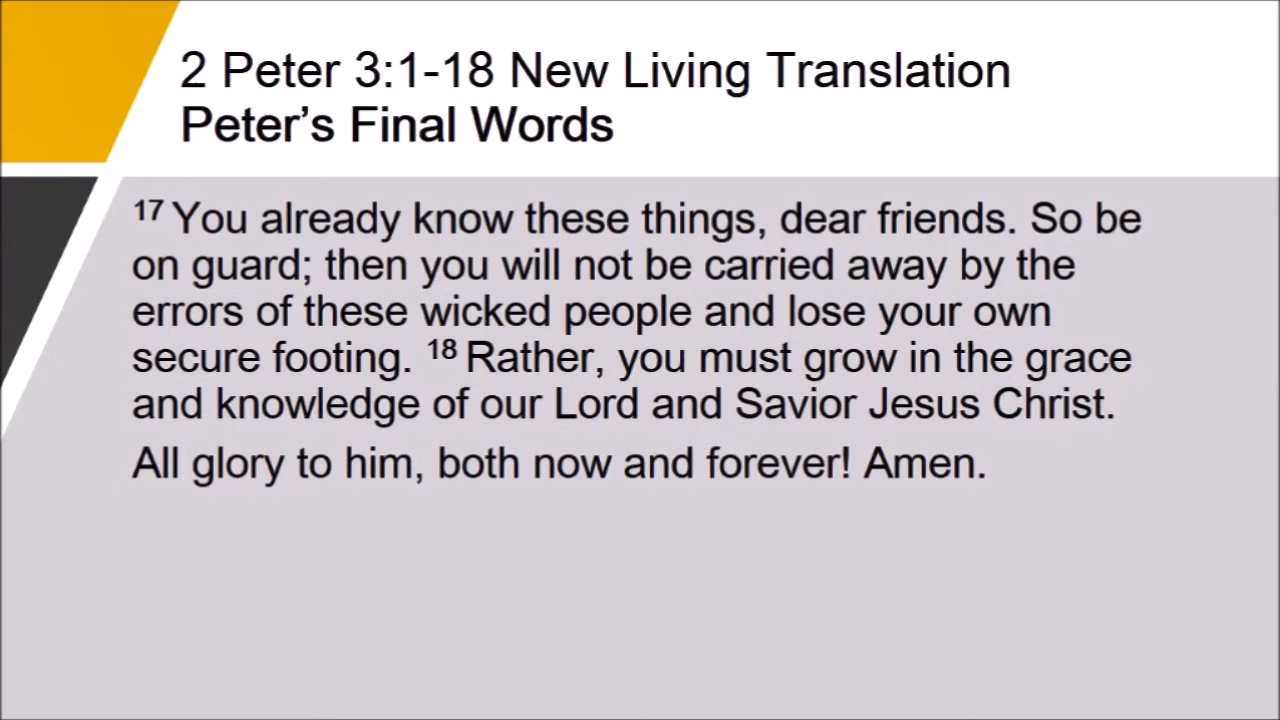 2 Peter 3:1-18 New Living Translation
Peter’s Final Words
17 You already know these things, dear friends. So be
on guard; then you will not be carried away by the
errors of these wicked people and lose your own
secure footing. 18 Rather, you must grow in the grace
and knowledge of our Lord and Savior Jesus Christ.
All glory to him, both now and forever! Amen.